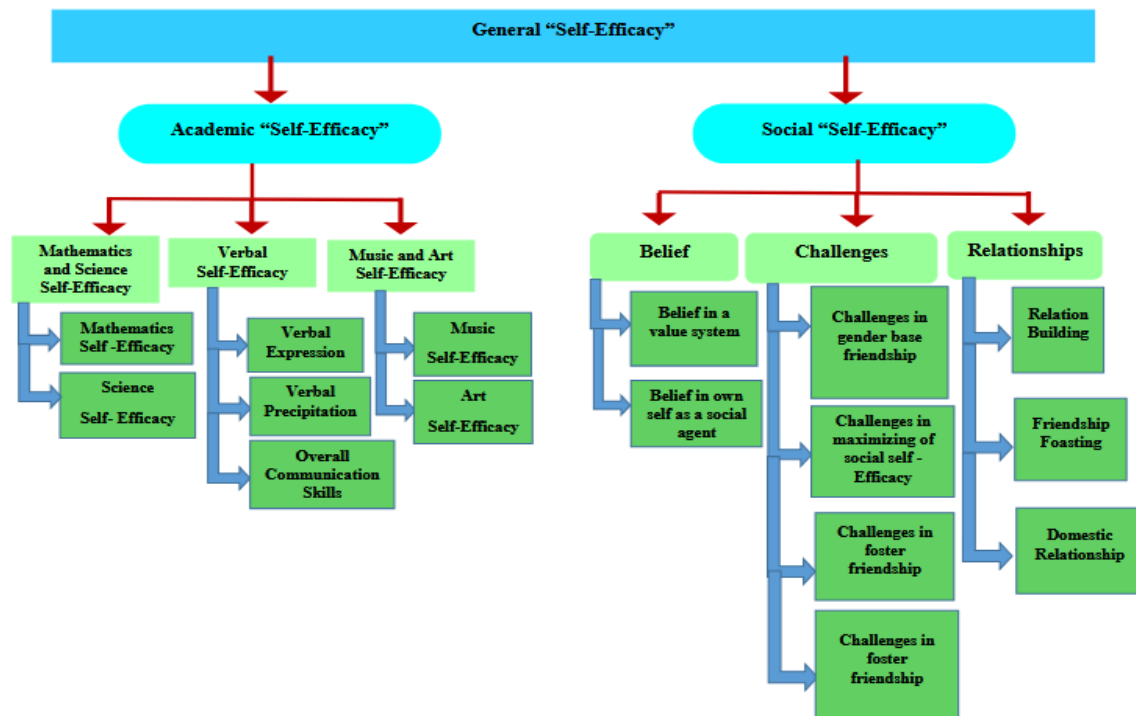 General “Self-Efficacy”
Academic “Self-Efficacy”
Social “Self-Efficacy”
Mathematics
and Science
Self-Efficacy
Verbal
Self-Efficacy
Music and Art
Self-Efficacy
Belief
Challenges
Relationships
Mathematics
Self -Efficacy
Science
Self- Efficacy
Verbal
Expression
Verbal
Precipitation
Overall
Communication
Skills
Music
Self-Efficacy
Art
Self-Efficacy
Belief in a
value system
Belief in own
self as a social
agent
Challenges in
gender base
friendship
Challenges in
maximizing of
social self -
Efficacy
Challenges in
foster
friendship
Challenges in
foster
friendship
Relation
Building
Friendship
Foasting
Domestic
Relationship